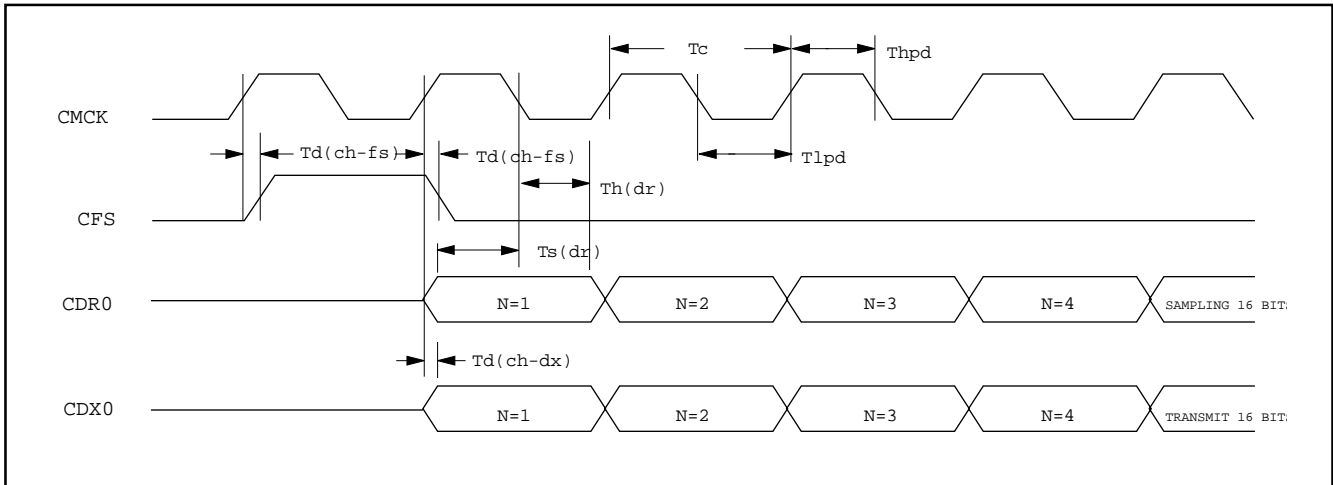 Tc
Thpd
CMCK
Td(ch-fs)
Td(ch-fs)
Tlpd
Th(dr)
CFS
Ts(dr)
CDR0
N=1
N=2
N=3
N=4
SAMPLING 16 BITS
Td(ch-dx)
CDX0
N=1
N=2
N=3
N=4
TRANSMIT 16 BITS